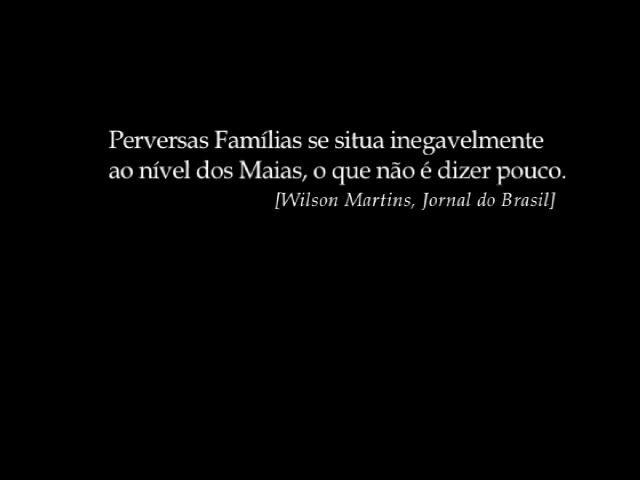 Perversas Famílias se situa inegavelmente
ao nível dos Maias, o que não é dizer pouco.
[Wilson Martins, Jornal do Brasil]